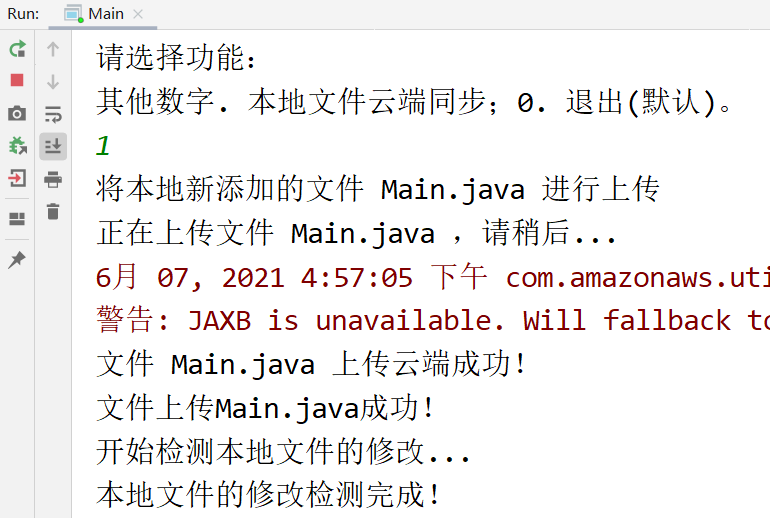 Run: Main
请选择功能:
其他数字. 本地文件云端同步; 0. 退出(默认)。
1
将本地新添加的文件 Main.java 进行上传
正在上传文件 Main.java ，请稍后...
6月 07, 2021 4:57:05 下午 com.amazonaws.uti
警告: JAXB is unavailable. Will fallback to
文件 Main.java 上传云端成功!
文件上传Main.java成功!
开始检测本地文件的修改...
本地文件的修改检测完成!